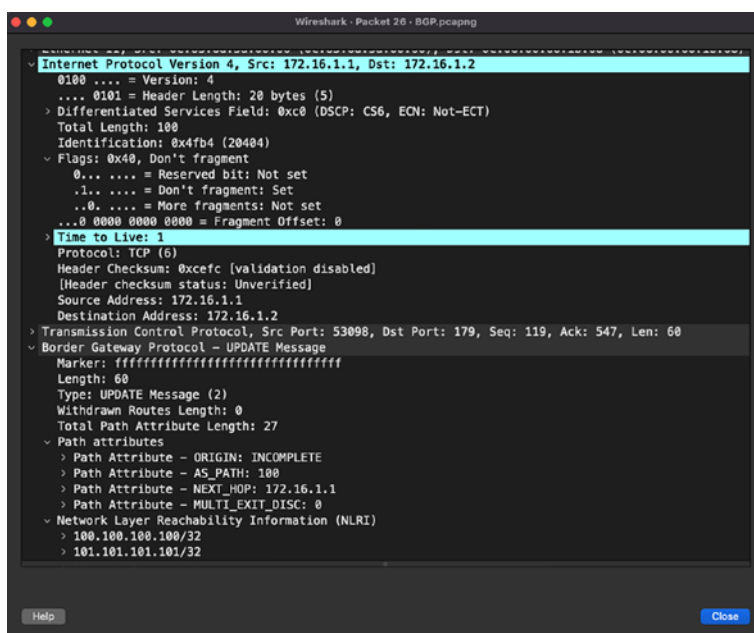 Wireshark · Packet 26 · BGP.pcapng
Internet Protocol Version 4, Src: 172.16.1.1, Dst: 172.16.1.2
0100 .... = Version: 4
.... 0101 = Header Length: 20 bytes (5)
Differentiated Services Field: 0xc0 (DSCP: CS6, ECN: Not-ECT)
Total Length: 100
Identification: 0x4fb4 (20404)
Flags: 0x40, Don't fragment
0... .... = Reserved bit: Not set
.1.. .... = Don't fragment: Set
..0. .... = More fragments: Not set
...0 0000 0000 0000 = Fragment Offset: 0
Time to Live: 1
Protocol: TCP (6)
Header Checksum: 0xcefc [validation disabled]
[Header checksum status: Unverified]
Source Address: 172.16.1.1
Destination Address: 172.16.1.2
Transmission Control Protocol, Src Port: 53098, Dst Port: 179, Seq: 119, Ack: 547, Len: 60
Border Gateway Protocol – UPDATE Message
Marker: ffffffffffffffffffffffffffffffff
Length: 60
Type: UPDATE Message (2)
Withdrawn Routes Length: 0
Total Path Attribute Length: 27
Path attributes
Path Attribute – ORIGIN: INCOMPLETE
Path Attribute – AS_PATH: 100
Path Attribute – NEXT_HOP: 172.16.1.1
Path Attribute – MULTI_EXIT_DISC: 0
Network Layer Reachability Information (NLRI)
100.100.100.100/32
101.101.101.101/32
Help
Close